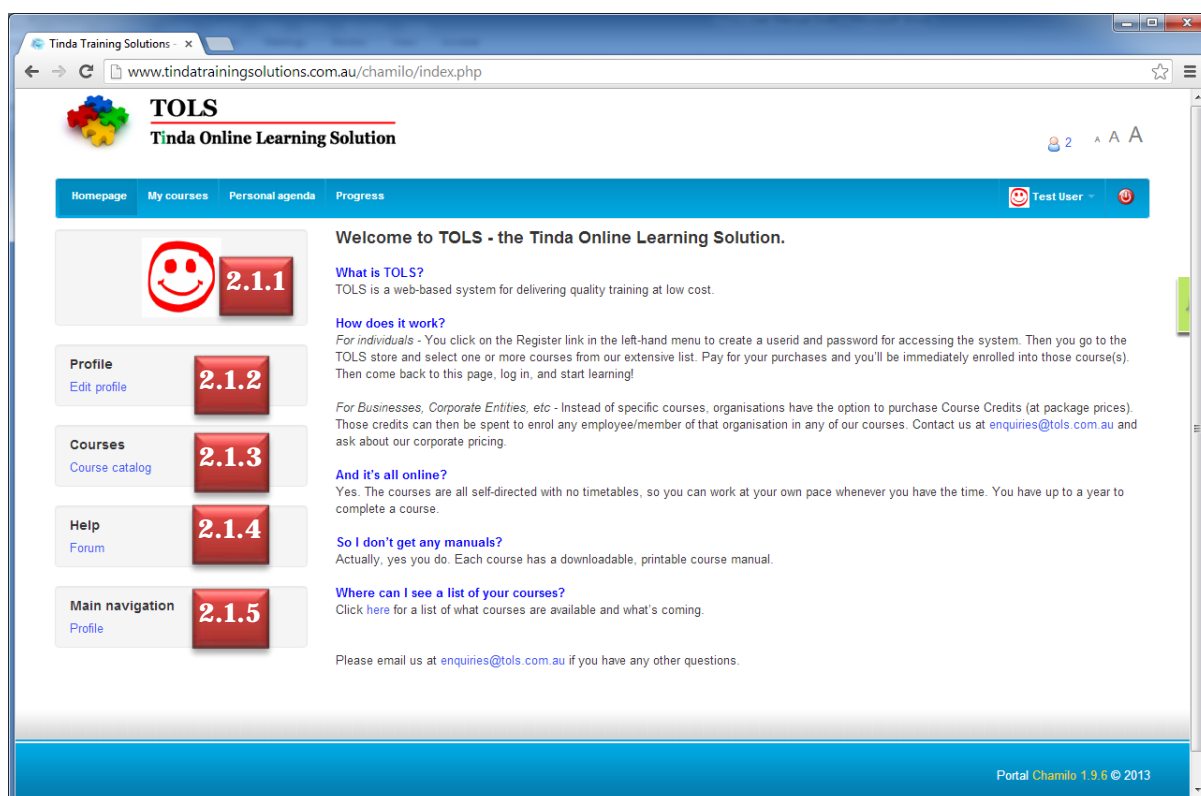 Tinda Training Solutions -
www.tindatrainingsolutions.com.au/chamilo/index.php
TOLS
Tinda Online Learning Solution
2 A A A
Homepage My courses Personal agenda Progress Test User
2.1.1
Profile
Edit profile
2.1.2
Courses
Course catalog
2.1.3
Help
Forum
2.1.4
Main navigation
Profile
2.1.5
Welcome to TOLS - the Tinda Online Learning Solution.
What is TOLS?
TOLS is a web-based system for delivering quality training at low cost.
How does it work?
For individuals - You click on the Register link in the left-hand menu to create a userid and password for accessing the system. Then you go to the
TOLS store and select one or more courses from our extensive list. Pay for your purchases and you'll be immediately enrolled into those course(s).
Then come back to this page, log in, and start learning!
For Businesses, Corporate Entities, etc - Instead of specific courses, organisations have the option to purchase Course Credits (at package prices).
Those credits can then be spent to enrol any employee/member of that organisation in any of our courses. Contact us at enquiries@tols.com.au and
ask about our corporate pricing.
And it's all online?
Yes. The courses are all self-directed with no timetables, so you can work at your own pace whenever you have the time. You have up to a year to
complete a course.
So I don't get any manuals?
Actually, yes you do. Each course has a downloadable, printable course manual.
Where can I see a list of your courses?
Click here for a list of what courses are available and what's coming.
Please email us at enquiries@tols.com.au if you have any other questions.
Portal Chamilo 1.9.6 © 2013